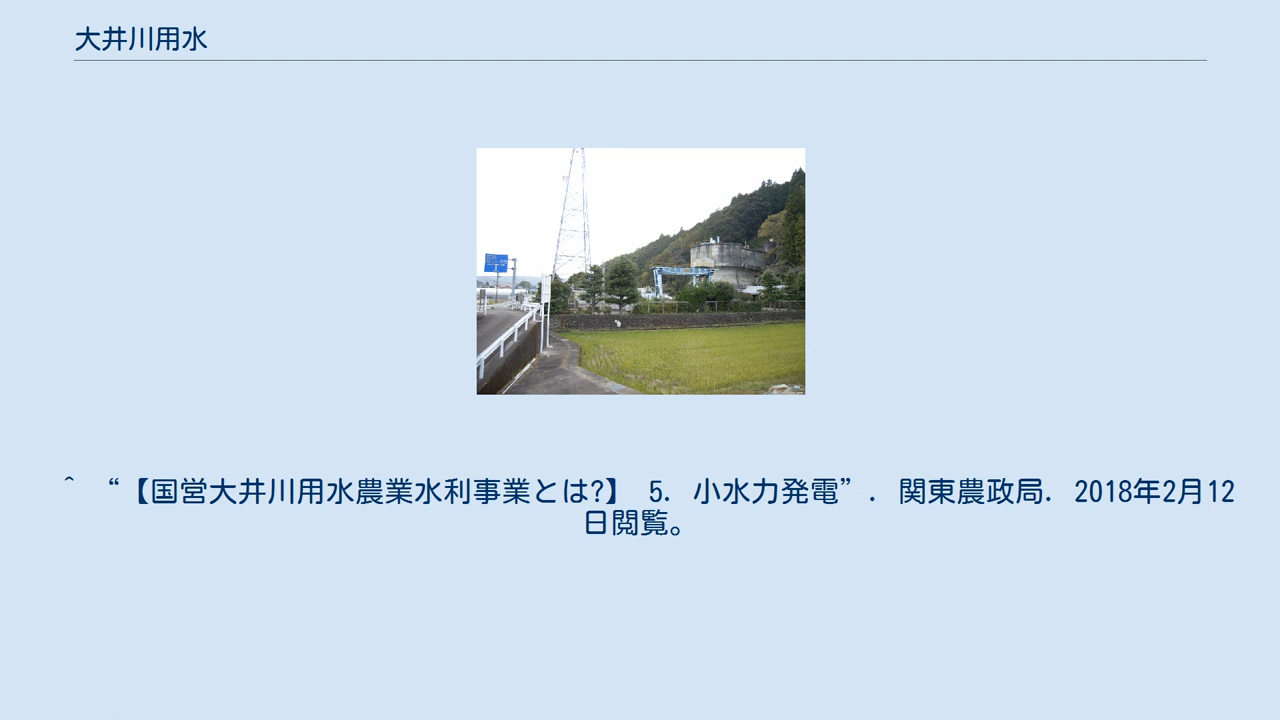 大井川用水
^ “【国営大井川用水農業水利事業とは?】 5. 小水力発電”. 関東農政局. 2018年2月12
日閲覧。